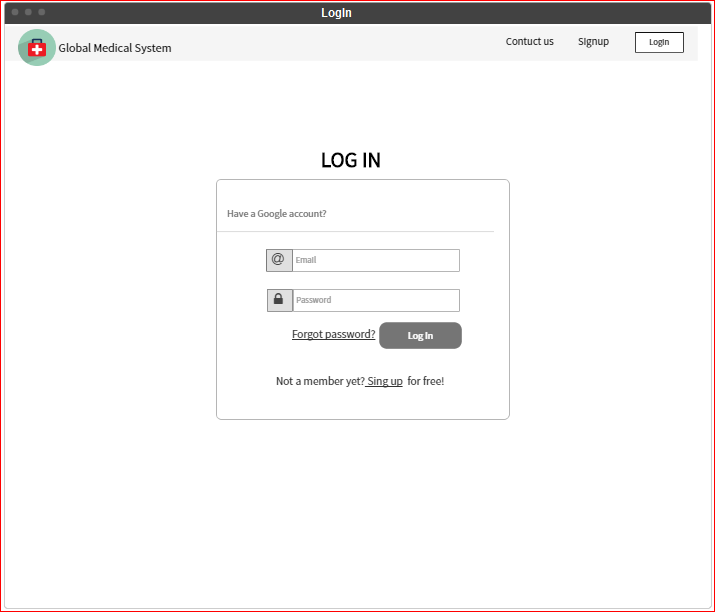 LogIn
Global Medical System
Contuct us
Signup
LogIn
LOG IN
Have a Google account?
@ Email
Password
Forgot password?
Log In
Not a member yet? Sing up for free!